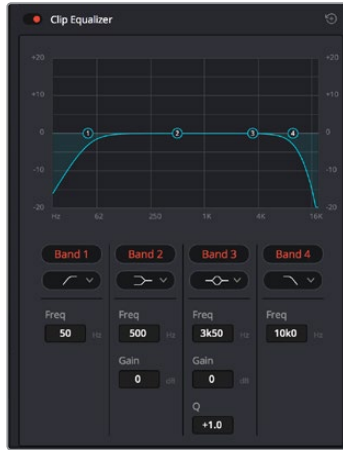 Clip Equalizer
+20 +20
+10 +10
0 1 2 3 4 0
-10 -10
-20 -20
Hz 62 250 1K 4K 16K
Band 1 Band 2 Band 3 Band 4
Freq Freq Freq Freq
50 Hz 500 Hz 3k50 Hz 10k0 Hz
Gain Gain
0 dB 0 dB
Q
+1.0